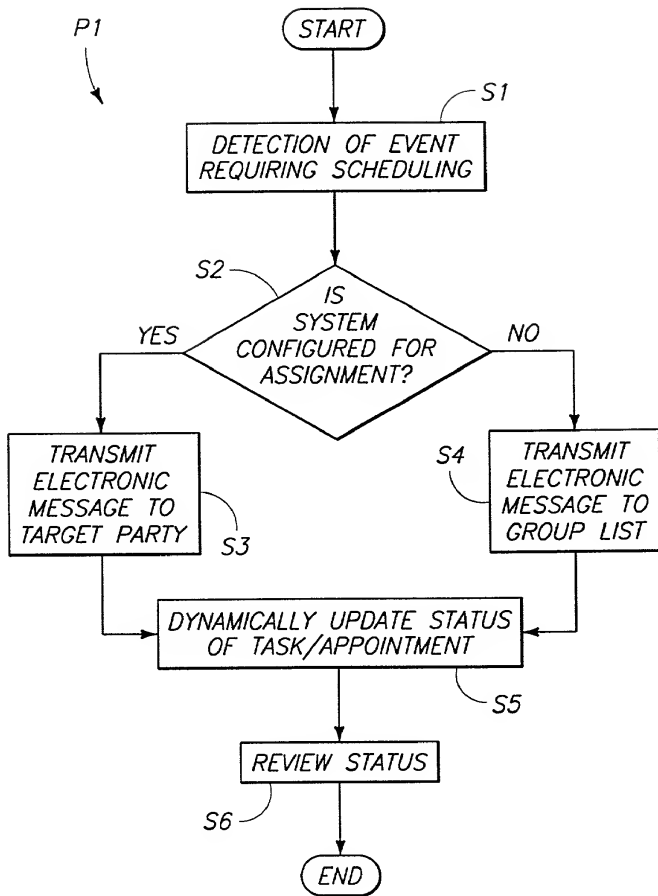 P1
START
S1
DETECTION OF EVENT
REQUIRING SCHEDULING
S2
IS
SYSTEM
CONFIGURED FOR
ASSIGNMENT?
YES
NO
TRANSMIT
ELECTRONIC
MESSAGE TO
TARGET PARTY
S3
S4
TRANSMIT
ELECTRONIC
MESSAGE TO
GROUP LIST
DYNAMICALLY UPDATE STATUS
OF TASK/APPOINTMENT
S5
REVIEW STATUS
S6
END